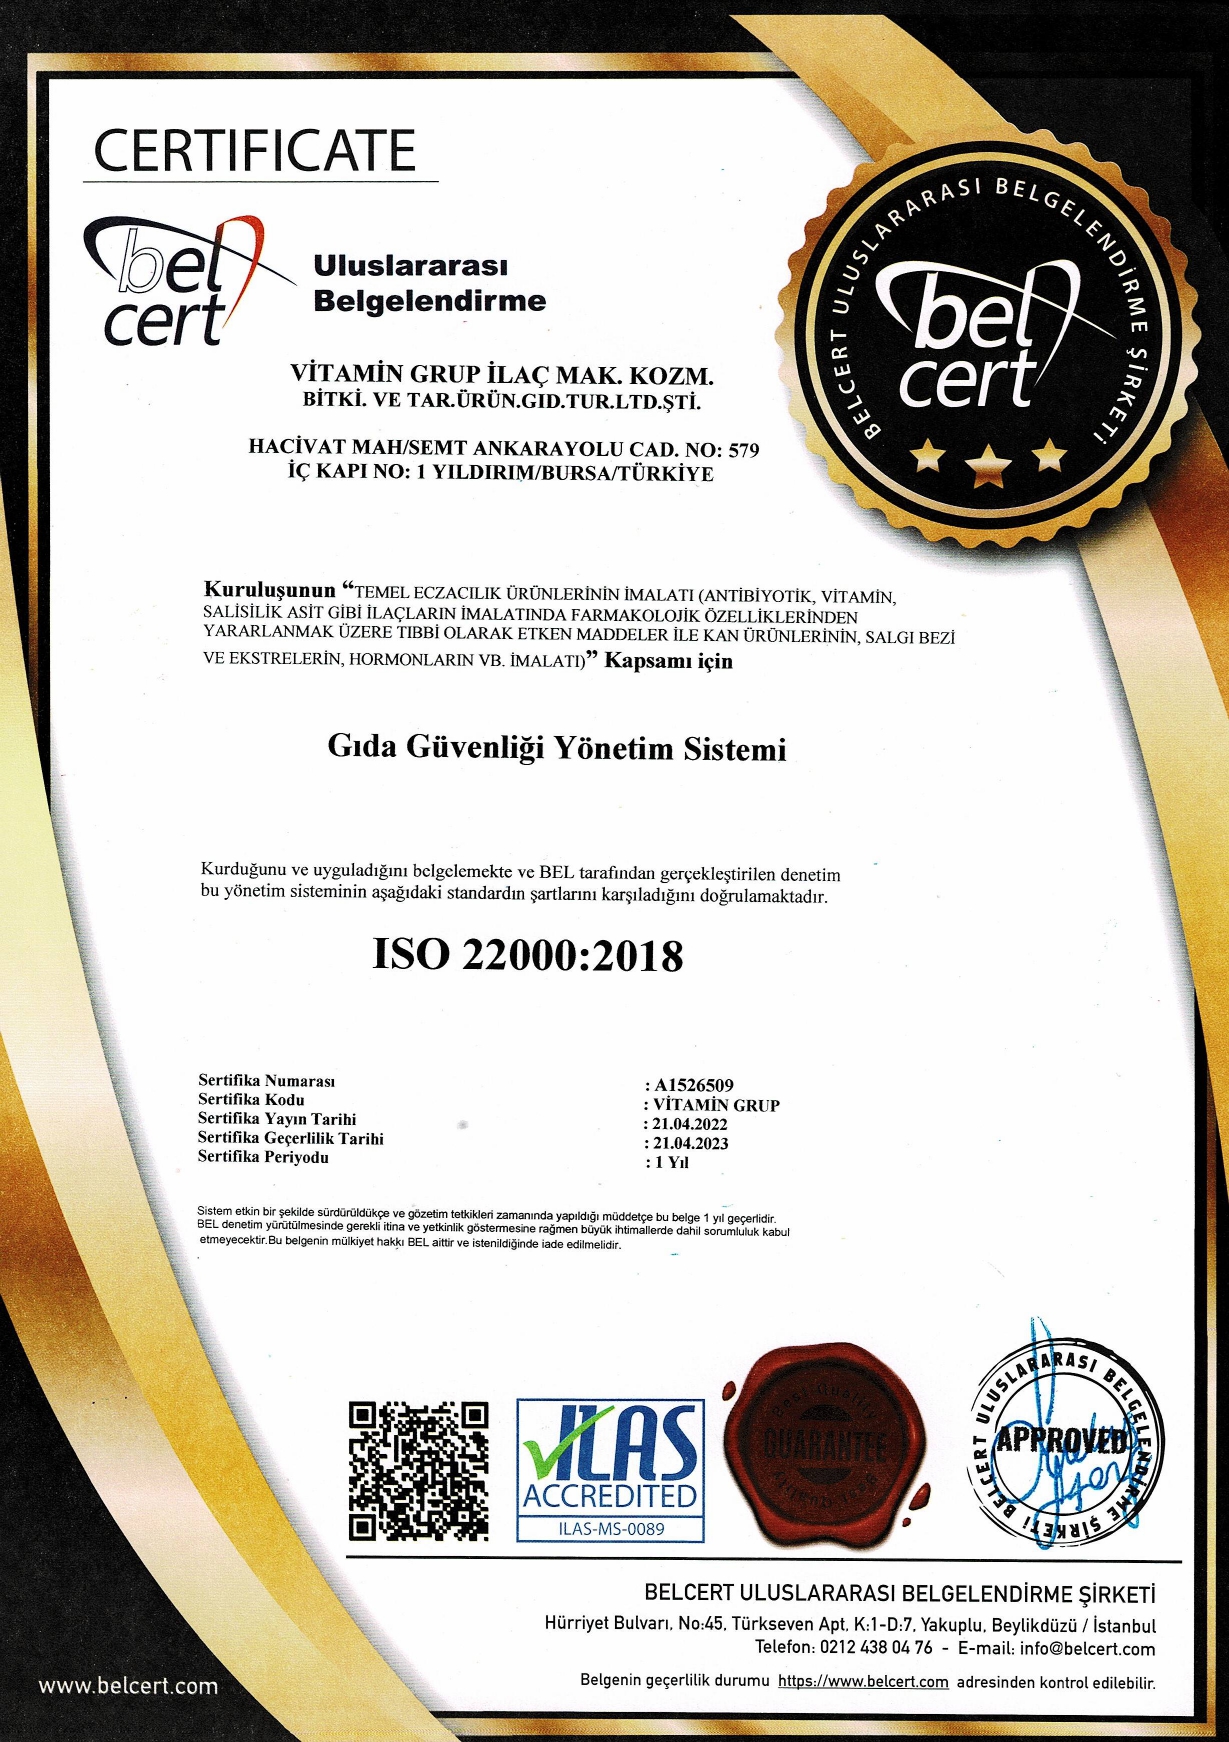 CERTIFICATE
bel
cert
Uluslararası
Belgelendirme
BELCERT ULUSLARARASI BELGELENDİRME ŞİRKETİ
bel
cert
VİTAMİN GRUP İLAÇ MAK. KOZM.
BİTKİ. VE TAR.ÜRÜN.GID.TUR.LTD.ŞTİ.
HACİVAT MAH/SEMT ANKARAYOLU CAD. NO: 579
İÇ KAPI NO: 1 YILDIRIM/BURSA/TÜRKİYE
Kuruluşunun “TEMEL ECZACILIK ÜRÜNLERİNİN İMALATI (ANTİBİYOTİK, VİTAMİN,
SALİSİLİK ASİT GİBİ İLAÇLARIN İMALATINDA FARMAKOLOJİK ÖZELLİKLERİNDEN
YARARLANMAK ÜZERE TIBBİ OLARAK ETKEN MADDELER İLE KAN ÜRÜNLERİNİN, SALGI BEZİ
VE EKSTRELERİN, HORMONLARIN VB. İMALATI)” Kapsamı için
Gıda Güvenliği Yönetim Sistemi
Kurduğunu ve uyguladığını belgelemekte ve BEL tarafından gerçekleştirilen denetim
bu yönetim sisteminin aşağıdaki standardın şartlarını karşıladığını doğrulamaktadır.
ISO 22000:2018
Sertifika Numarası : A1526509
Sertifika Kodu : VİTAMİN GRUP
Sertifika Yayın Tarihi : 21.04.2022
Sertifika Geçerlilik Tarihi : 21.04.2023
Sertifika Periyodu : 1 Yıl
Sistem etkin bir şekilde sürdürüldükçe ve gözetim tetkikleri zamanında yapıldığı müddetçe bu belge 1 yıl geçerlidir.
BEL denetim yürütülmesinde gerekli itina ve yetkinlik göstermesine rağmen büyük ihtimallerde dahil sorumluluk kabul
etmeyecektir.Bu belgenin mülkiyet hakkı BEL aittir ve istenildiğinde iade edilmelidir.
ILAS
ACCREDITED
ILAS-MS-0089
Best Quality
GUARANTEE
Best Quality
BELCERT ULUSLARARASI BELGELENDİRME ŞİRKETİ
APPROVED
BELCERT ULUSLARARASI BELGELENDİRME ŞİRKETİ
Hürriyet Bulvarı, No:45, Türkseven Apt, K:1-D:7, Yakuplu, Beylikdüzü / İstanbul
Telefon: 0212 438 04 76 - E-mail: info@belcert.com
Belgenin geçerlilik durumu https://www.belcert.com adresinden kontrol edilebilir.
www.belcert.com